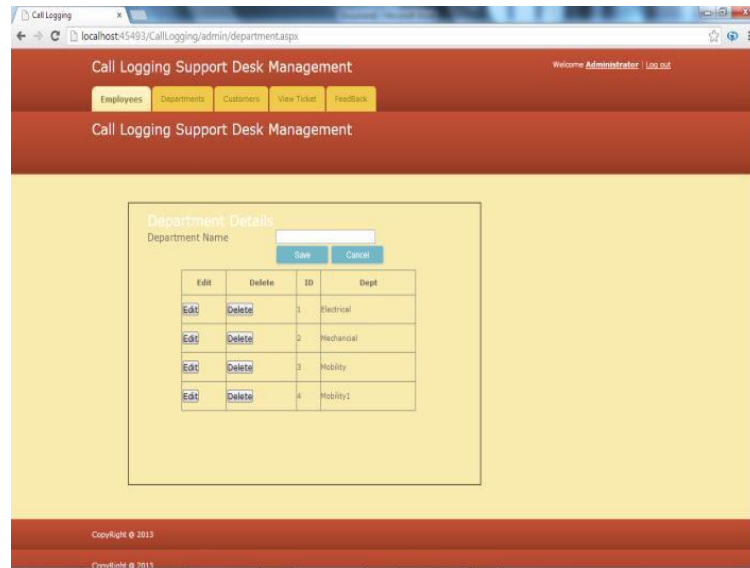 Call Logging
localhost:45493/CallLogging/admin/department.aspx
Call Logging Support Desk Management
Welcome Administrator | Log out
Employees Departments Customers View Ticket FeedBack
Call Logging Support Desk Management
Department Details
Department Name
Save Cancel
Edit Delete ID Dept
Edit Delete 1 Electrical
Edit Delete 2 Mechancial
Edit Delete 3 Mobility
Edit Delete 4 Mobility1
CopyRight @ 2013
CopyRight @ 2013